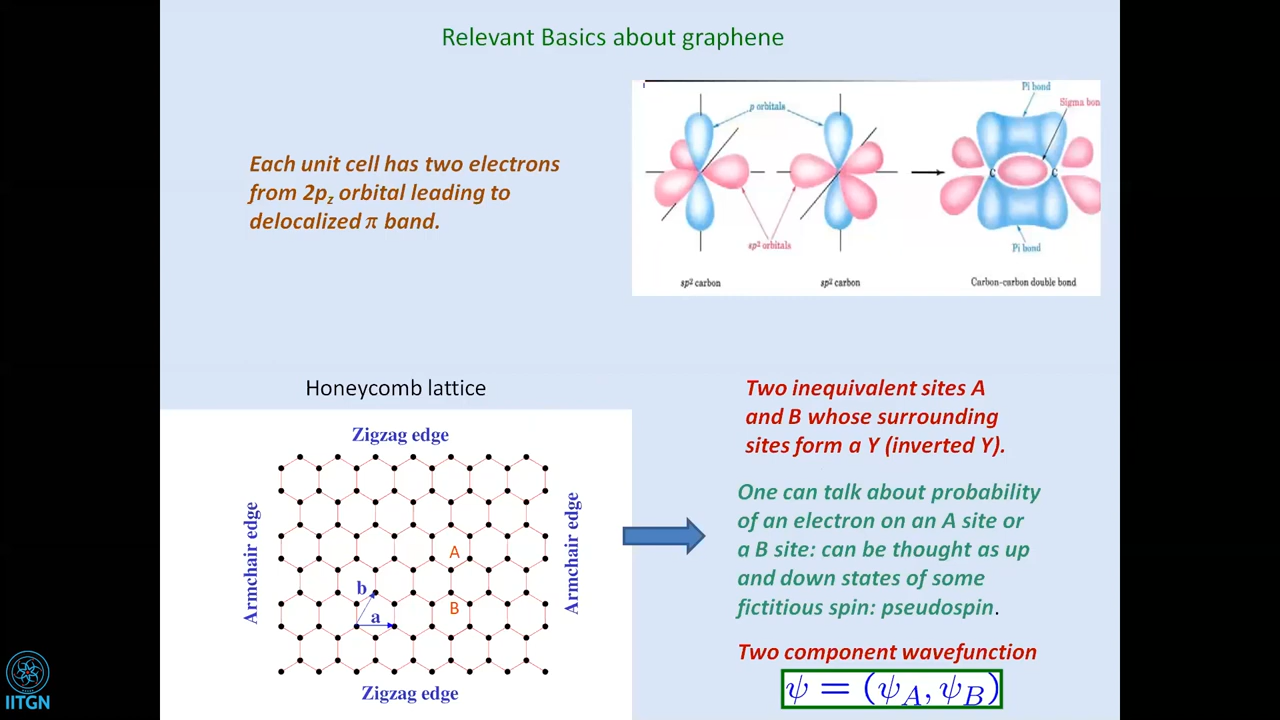 Relevant Basics about graphene
Each unit cell has two electrons
from 2p_z orbital leading to
delocalized π band.
p orbitals
Pi bond
Sigma bon
C
C
sp² orbitals
Pi bond
sp² carbon
sp² carbon
Carbon-carbon double bond
Honeycomb lattice
Zigzag edge
Armchair edge
Armchair edge
A
b
B
a
Zigzag edge
Two inequivalent sites A
and B whose surrounding
sites form a Y (inverted Y).
One can talk about probability
of an electron on an A site or
a B site: can be thought as up
and down states of some
fictitious spin: pseudospin.
Two component wavefunction
ψ = (ψ_A, ψ_B)
IITGN